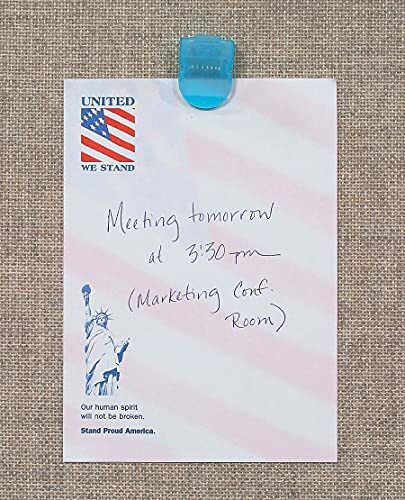 UNITED
WE STAND
Meeting tomorrow
at 3:30 pm
(Marketing Conf.
Room)
Our human spirit
will not be broken.
Stand Proud America.